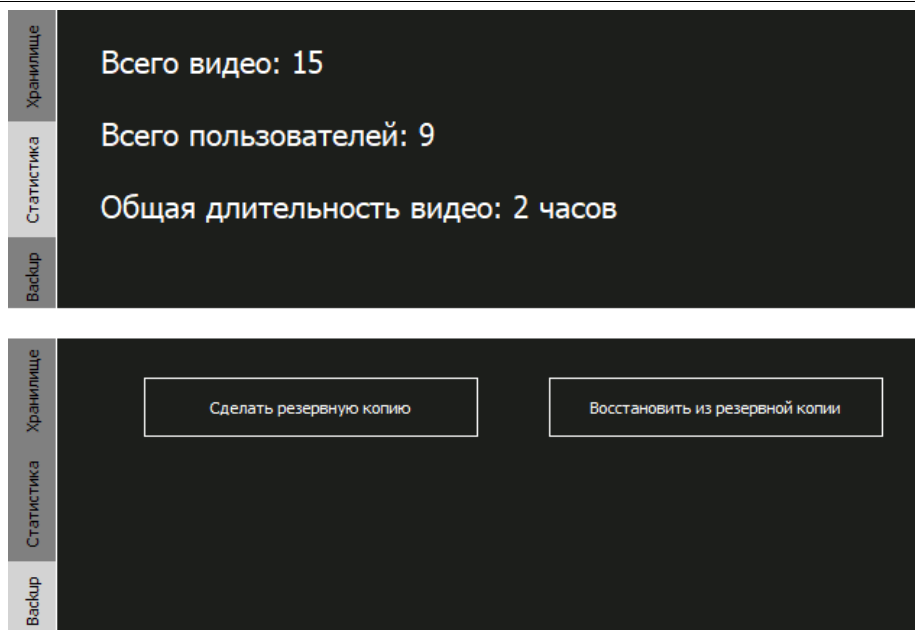 Хранилище
Статистика
Backup
Всего видео: 15
Всего пользователей: 9
Общая длительность видео: 2 часов
Хранилище
Статистика
Backup
Сделать резервную копию
Восстановить из резервной копии